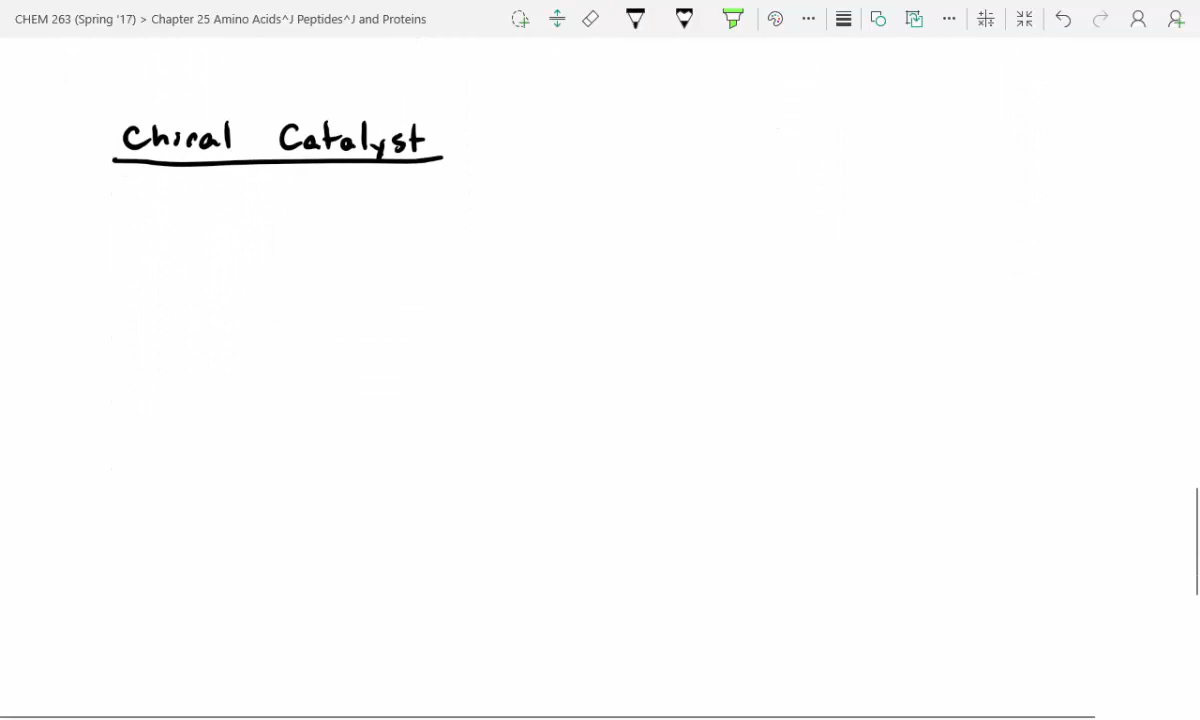 CHEM 263 (Spring '17) > Chapter 25 Amino Acids^J Peptides^J and Proteins
Chiral Catalyst